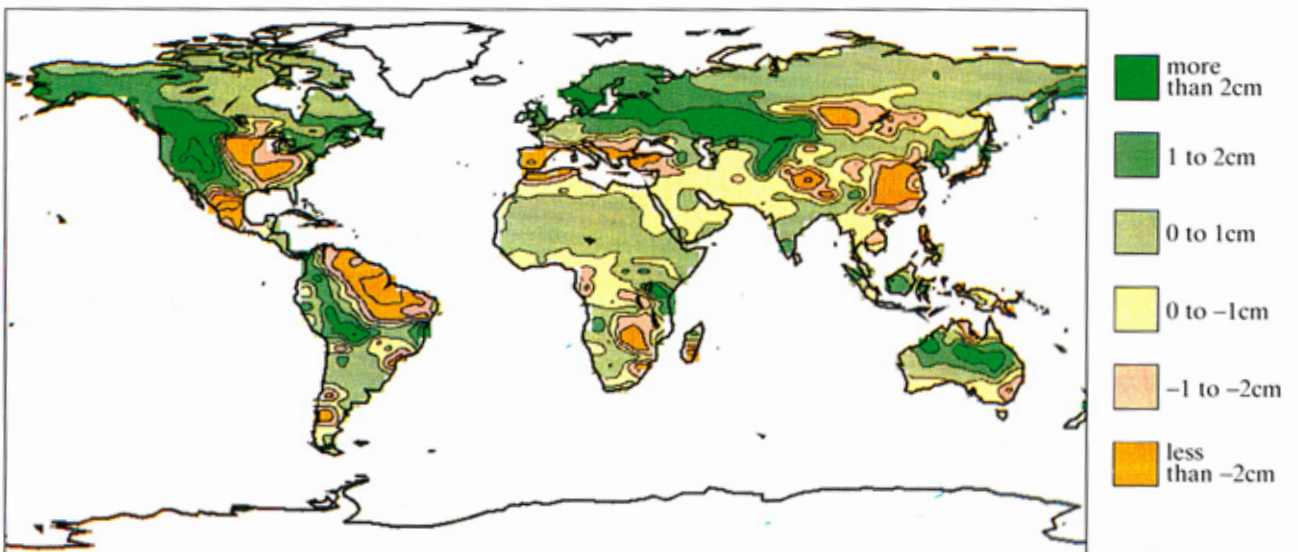 more
than 2cm
1 to 2cm
0 to 1cm
0 to –1cm
–1 to –2cm
less
than –2cm